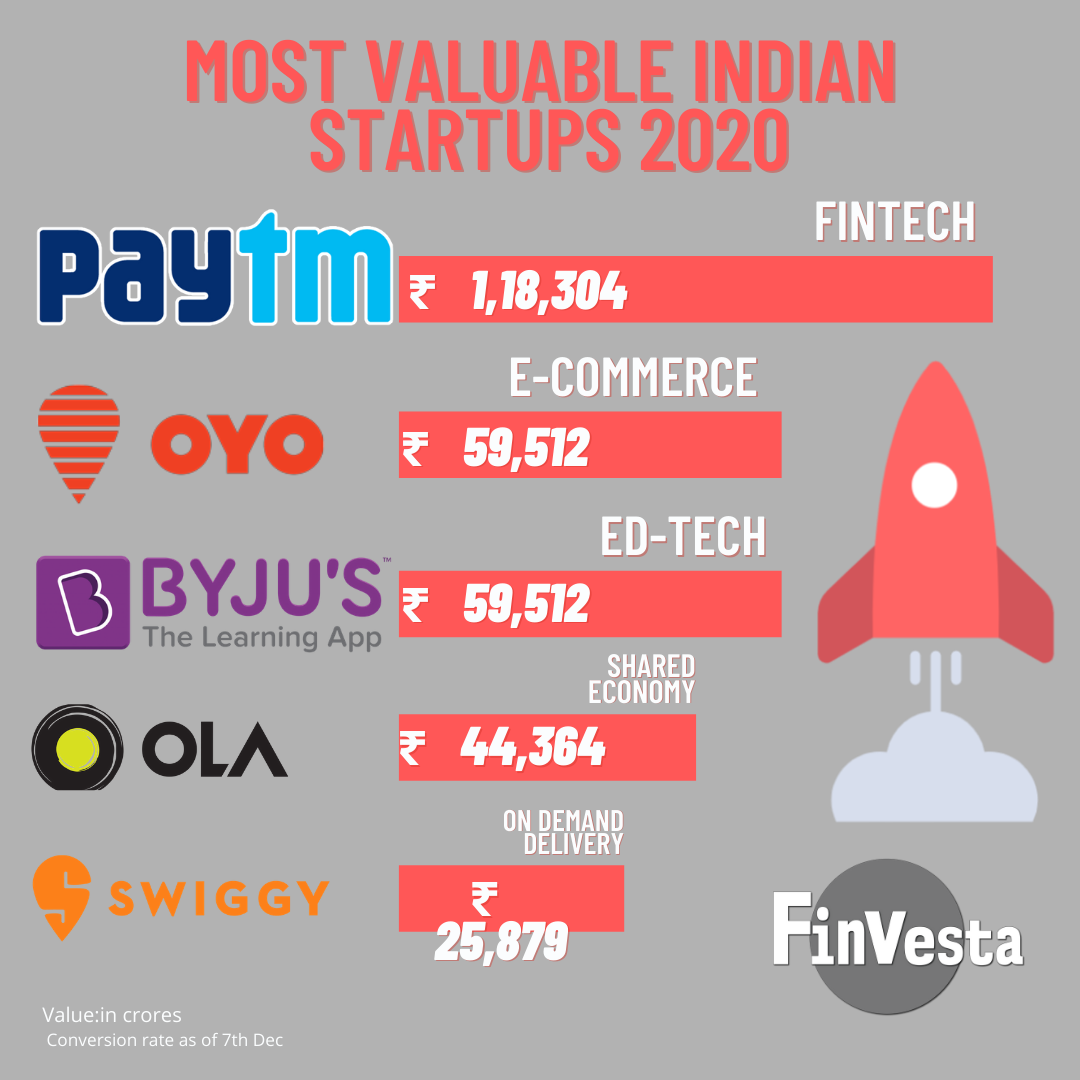 MOST VALUABLE INDIAN
STARTUPS 2020
FINTECH
paytm
₹ 1,18,304
E-COMMERCE
OYO
₹ 59,512
ED-TECH
BYJU'S™
The Learning App
₹ 59,512
SHARED
ECONOMY
OLA
₹ 44,364
ON DEMAND
DELIVERY
SWIGGY
₹
25,879
FinVesta
Value:in crores
Conversion rate as of 7th Dec